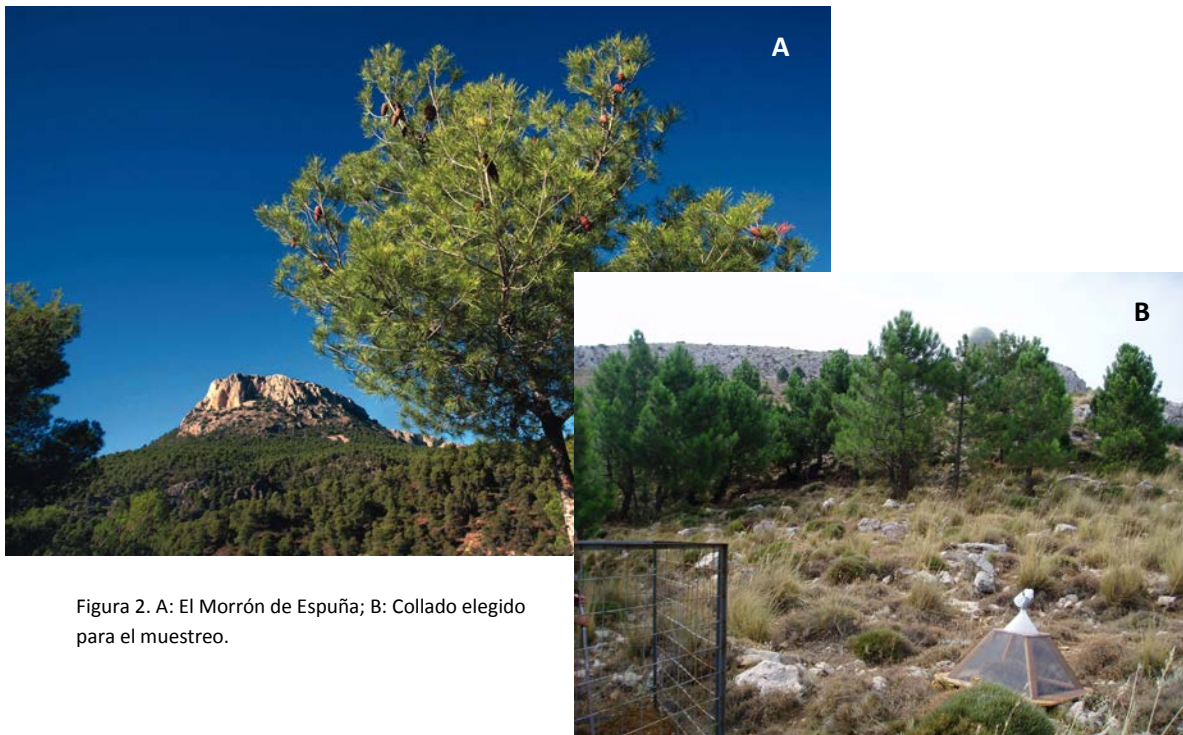 A
B
Figura 2. A: El Morrón de Espuña; B: Collado elegido
para el muestreo.